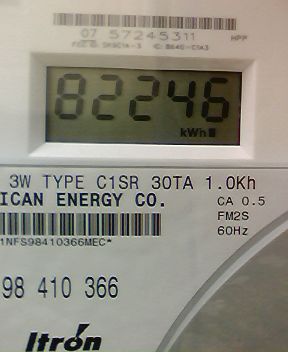 07 57245311 HPP
82246
kWh
3W TYPE C1SR 30TA 1.0Kh
ICAN ENERGY CO.
CA 0.5
FM2S
60Hz
1NFS98410366MEC*
98 410 366
Itron